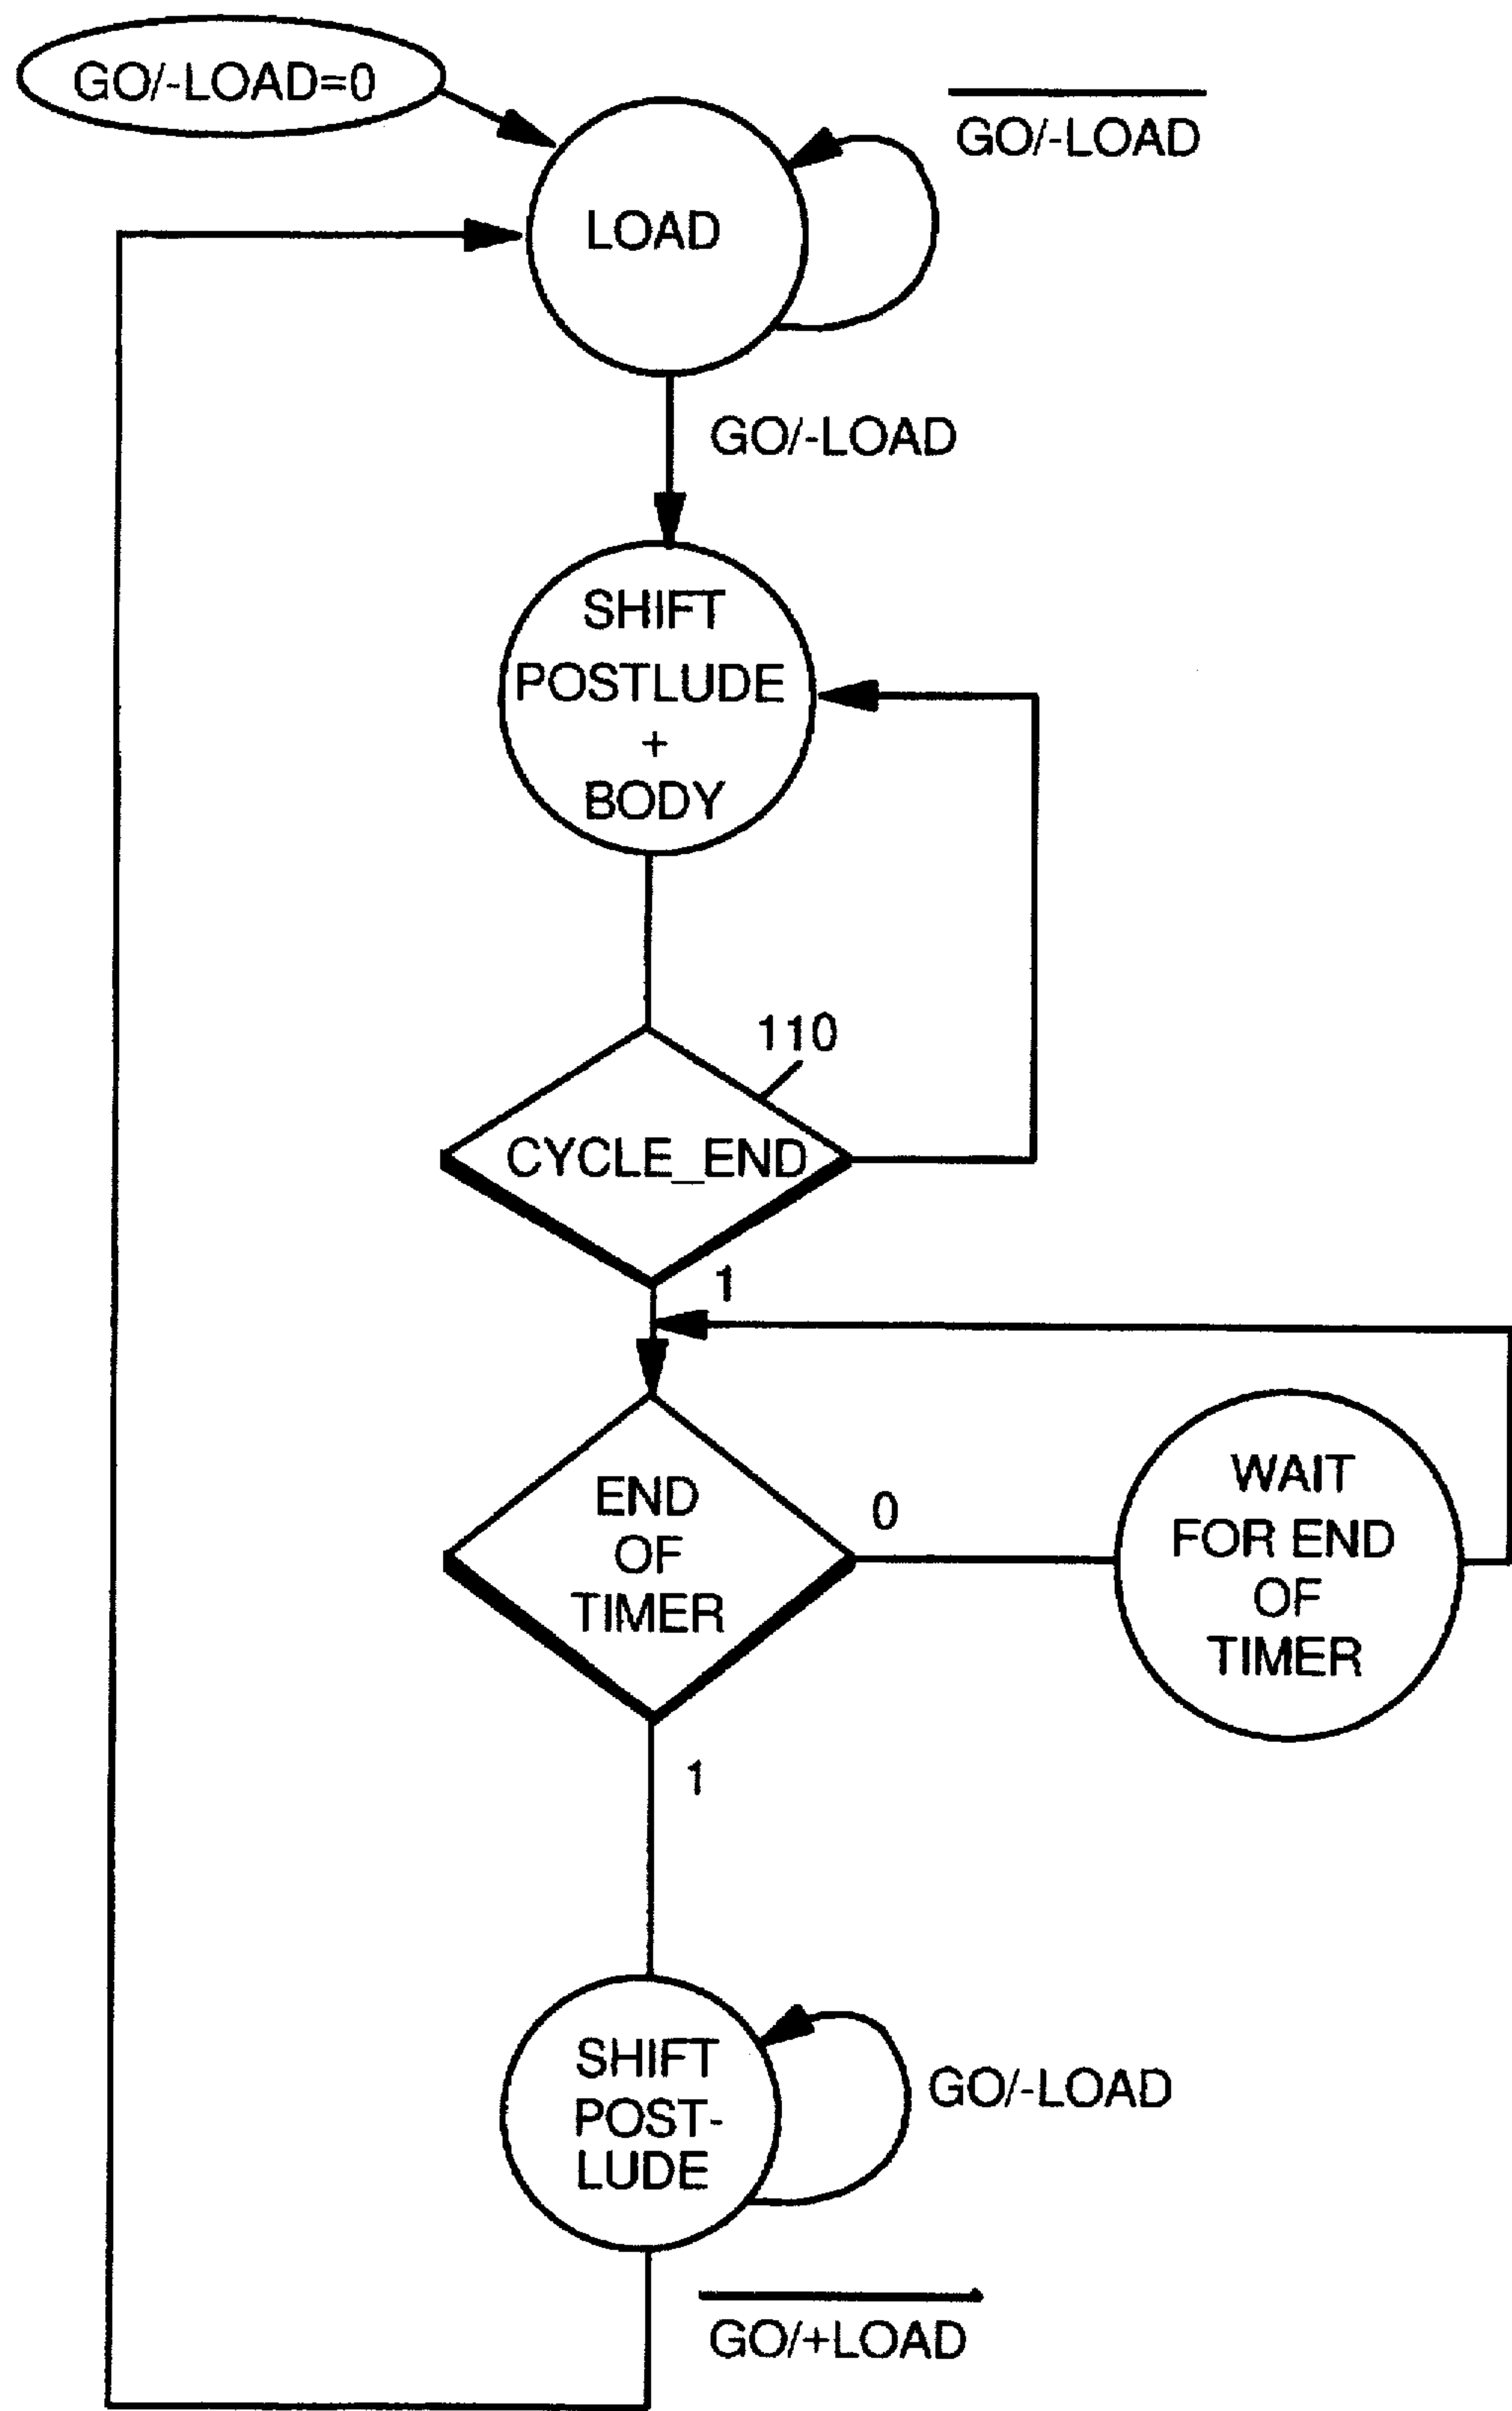 GO/-LOAD=0
GO/-LOAD
LOAD
GO/-LOAD
SHIFT
POSTLUDE
+
BODY
110
CYCLE_END
1
END
OF
TIMER
0
WAIT
FOR END
OF
TIMER
1
SHIFT
POST-
LUDE
GO/-LOAD
GO/+LOAD